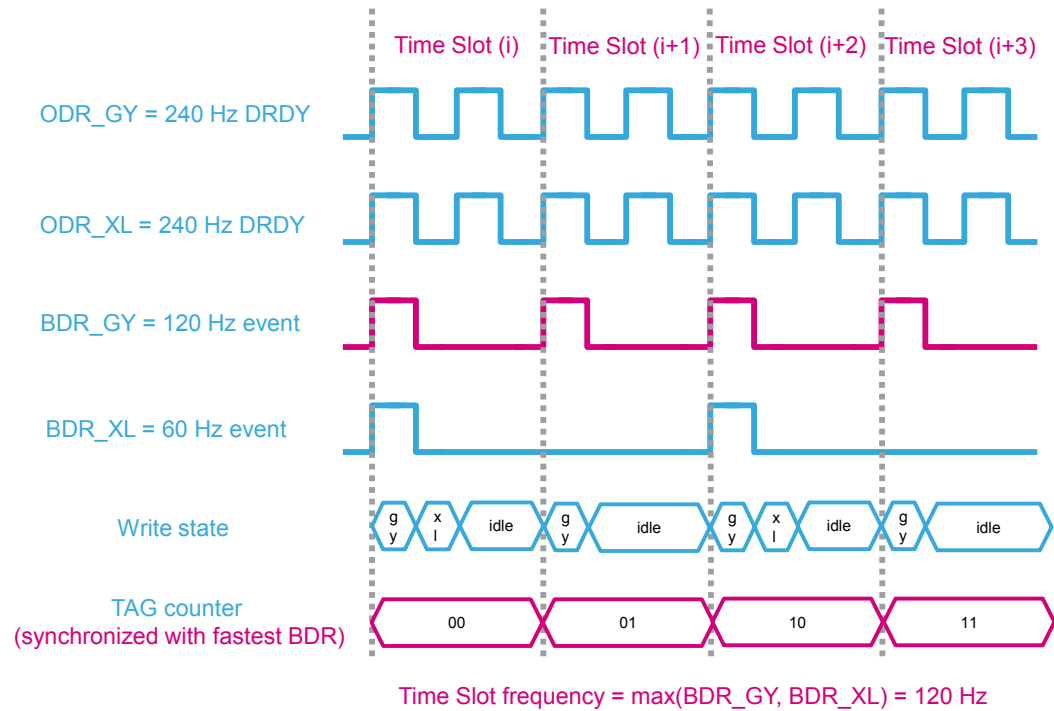 Time Slot (i) Time Slot (i+1) Time Slot (i+2) Time Slot (i+3)
ODR_GY = 240 Hz DRDY
ODR_XL = 240 Hz DRDY
BDR_GY = 120 Hz event
BDR_XL = 60 Hz event
Write state
g
y
x
l
idle
g
y
idle
g
y
x
l
idle
g
y
idle
TAG counter
(synchronized with fastest BDR)
00 01 10 11
Time Slot frequency = max(BDR_GY, BDR_XL) = 120 Hz